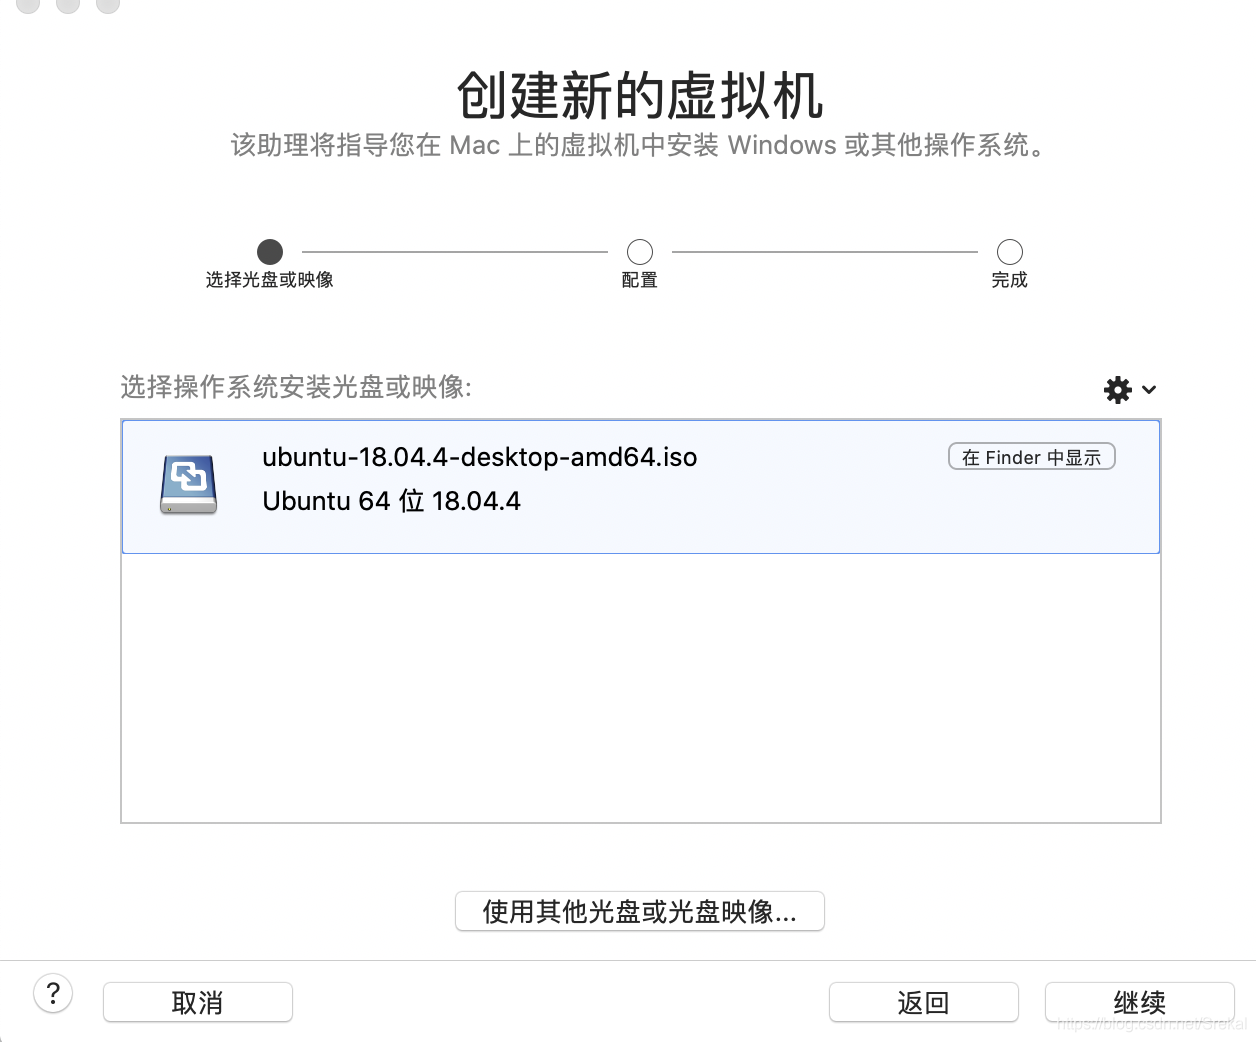 创建新的虚拟机
该助理将指导您在 Mac 上的虚拟机中安装 Windows 或其他操作系统。
选择光盘或映像
配置
完成
选择操作系统安装光盘或映像:
ubuntu-18.04.4-desktop-amd64.iso
在 Finder 中显示
Ubuntu 64 位 18.04.4
使用其他光盘或光盘映像...
?
取消
返回
继续
https://blog.csdn.net/Srekal